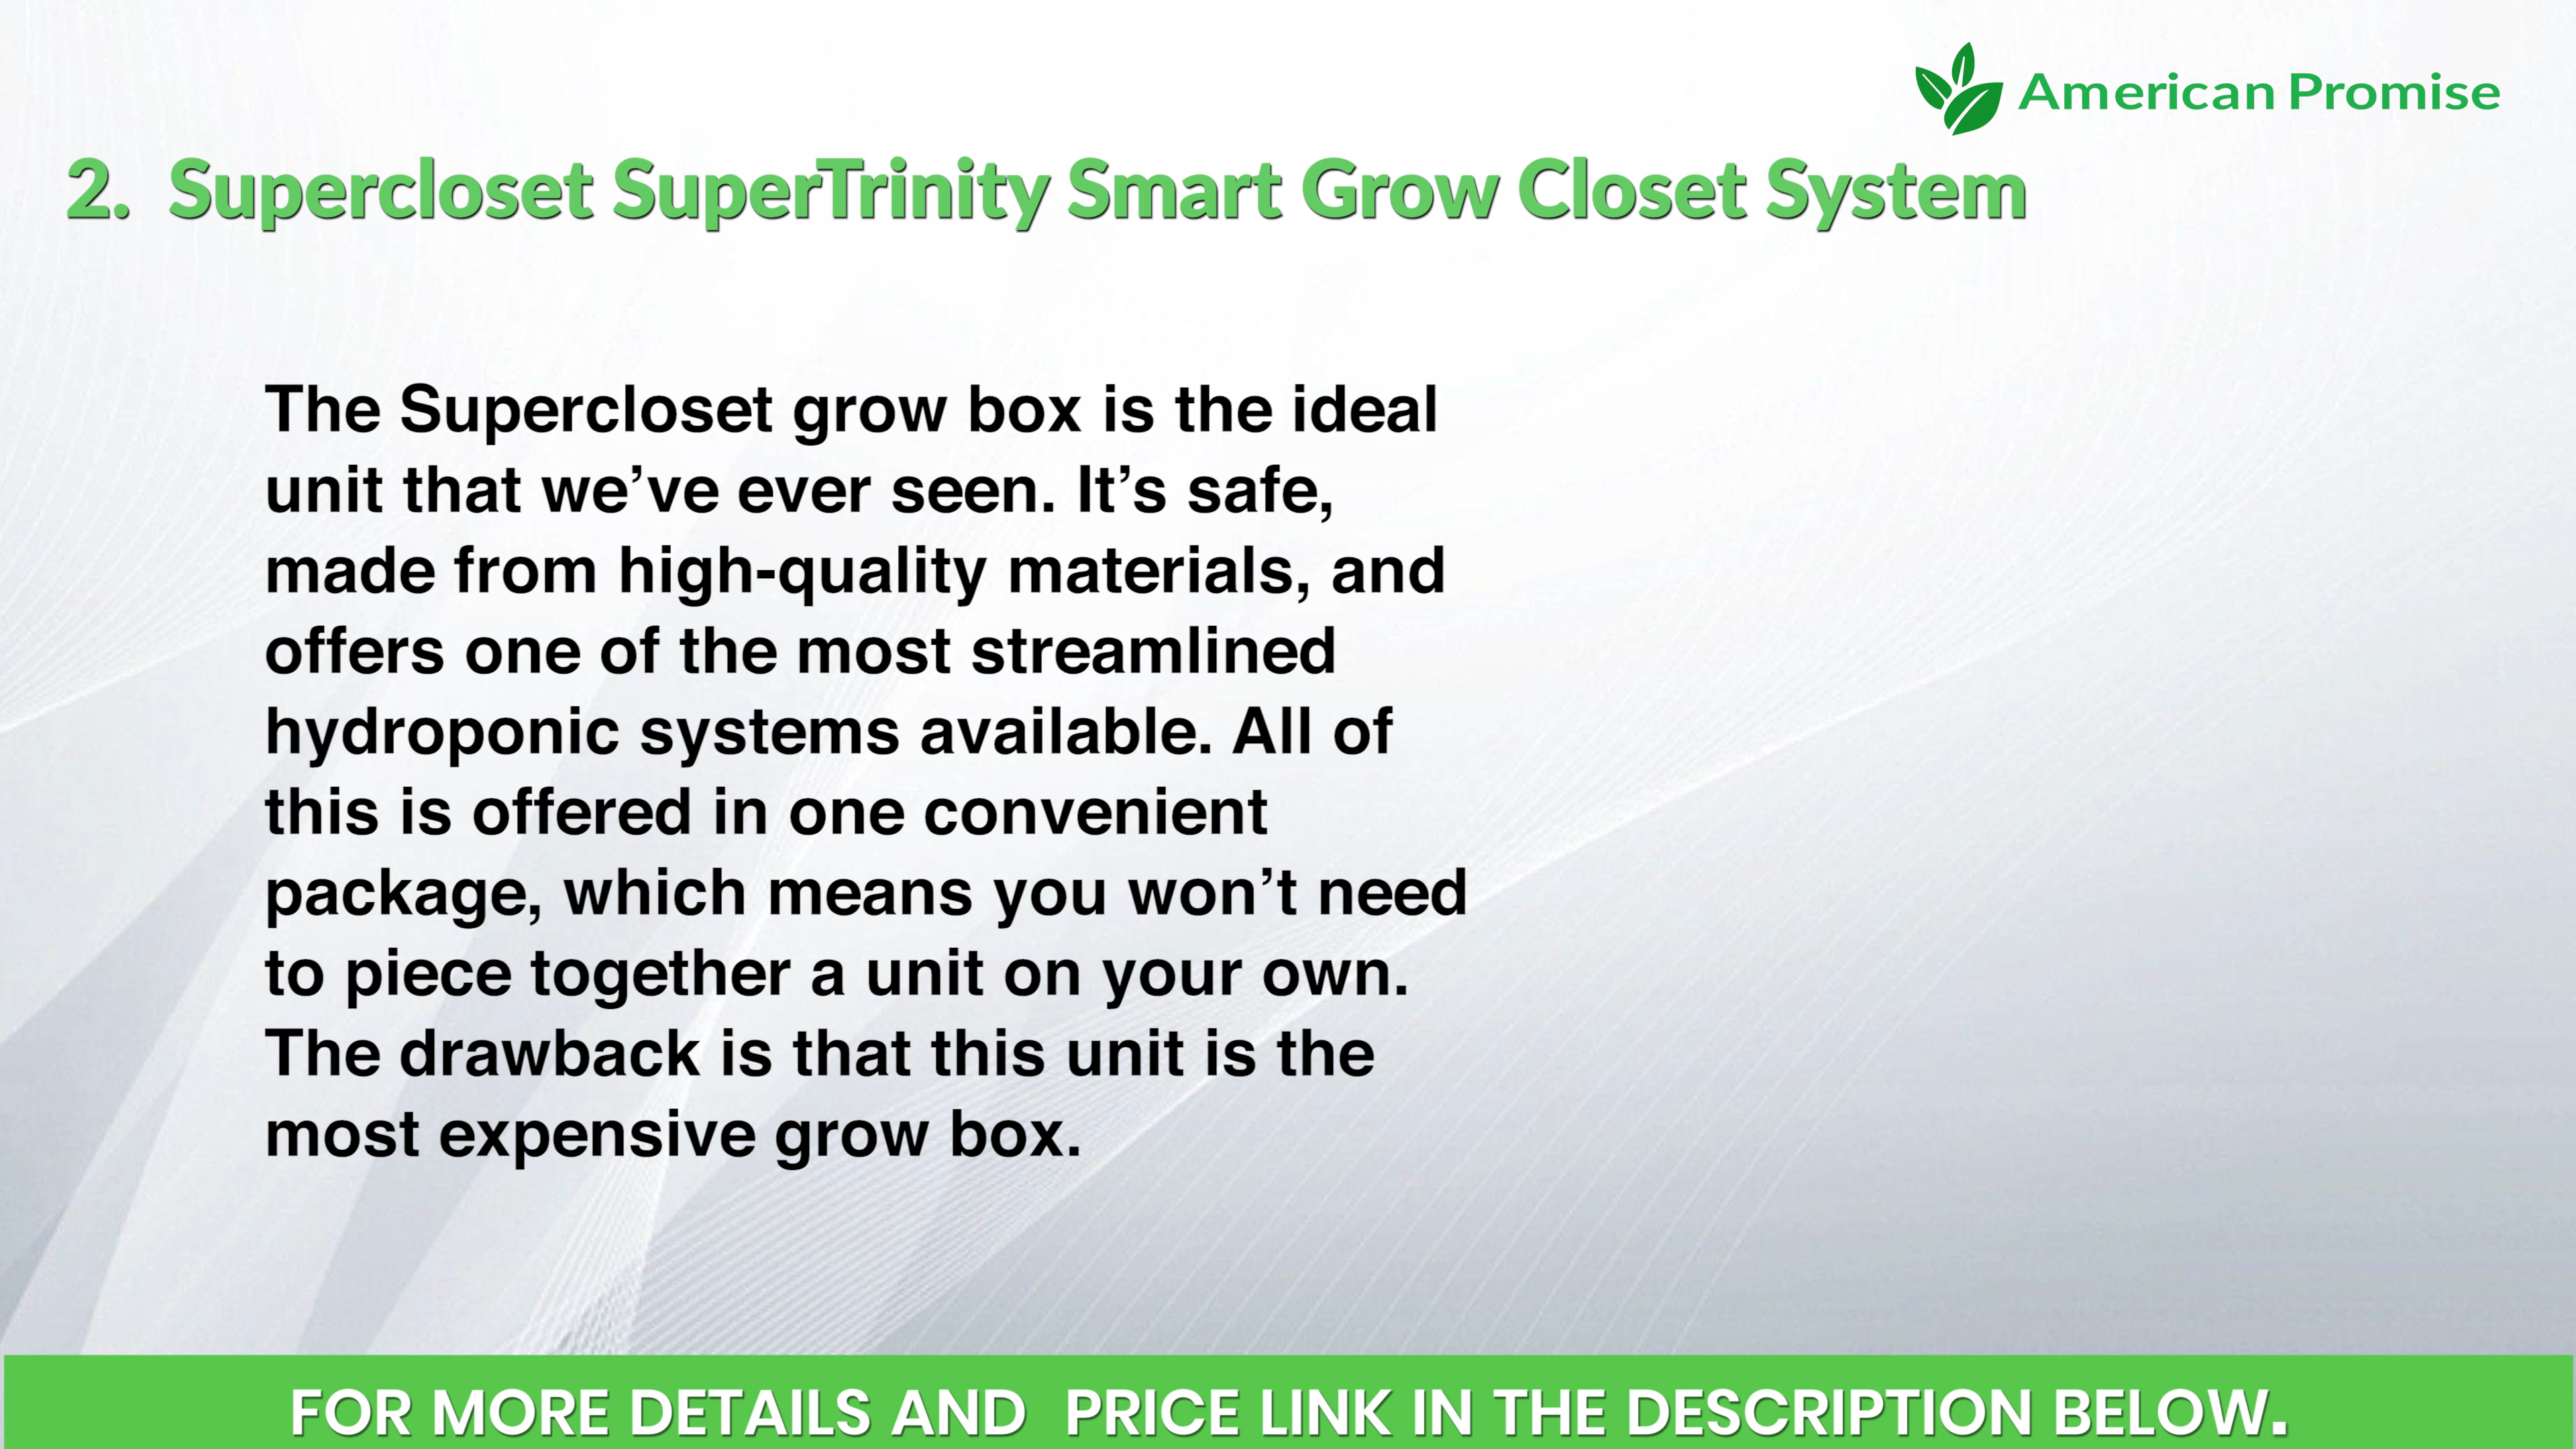 American Promise
2. Supercloset SuperTrinity Smart Grow Closet System
The Supercloset grow box is the ideal
unit that we’ve ever seen. It’s safe,
made from high-quality materials, and
offers one of the most streamlined
hydroponic systems available. All of
this is offered in one convenient
package, which means you won’t need
to piece together a unit on your own.
The drawback is that this unit is the
most expensive grow box.
FOR MORE DETAILS AND PRICE LINK IN THE DESCRIPTION BELOW.